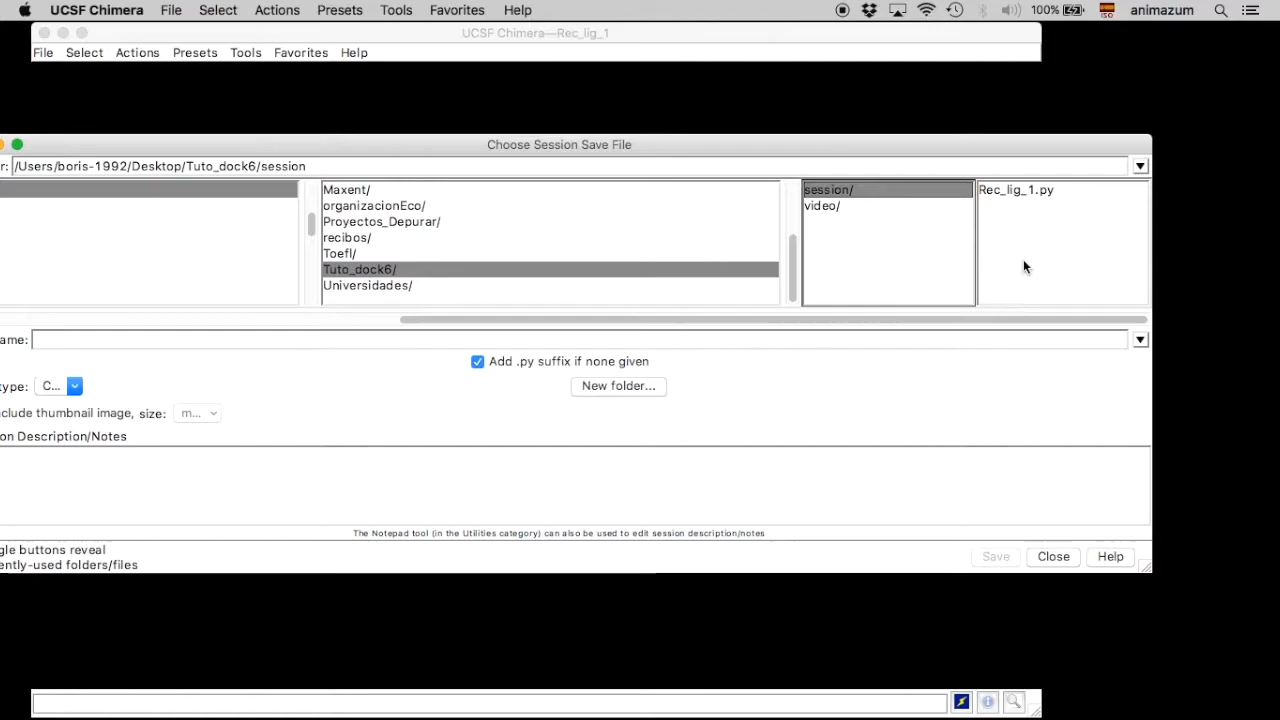 UCSF Chimera File Select Actions Presets Tools Favorites Help 100% ISO animazum
UCSF Chimera—Rec_lig_1
File Select Actions Presets Tools Favorites Help
Choose Session Save File
r: /Users/boris-1992/Desktop/Tuto_dock6/session
Maxent/ session/ Rec_lig_1.py
organizacionEco/ video/
Proyectos_Depurar/
recibos/
Toefl/
Tuto_dock6/
Universidades/
ame:
Add .py suffix if none given
type: C... New folder...
clude thumbnail image, size: m...
on Description/Notes
The Notepad tool (in the Utilities category) can also be used to edit session description/notes
gle buttons reveal
ently-used folders/files
Save Close Help